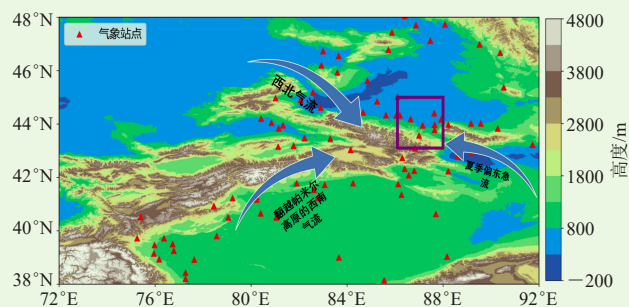 48°N
46°N
44°N
42°N
40°N
38°N
72°E
76°E
80°E
84°E
88°E
92°E
气象站点
西北气流
翻越帕米尔
高原的西南
气流
夏季偏东急
流
4800
3800
2800
1800
800
—200
高度/m